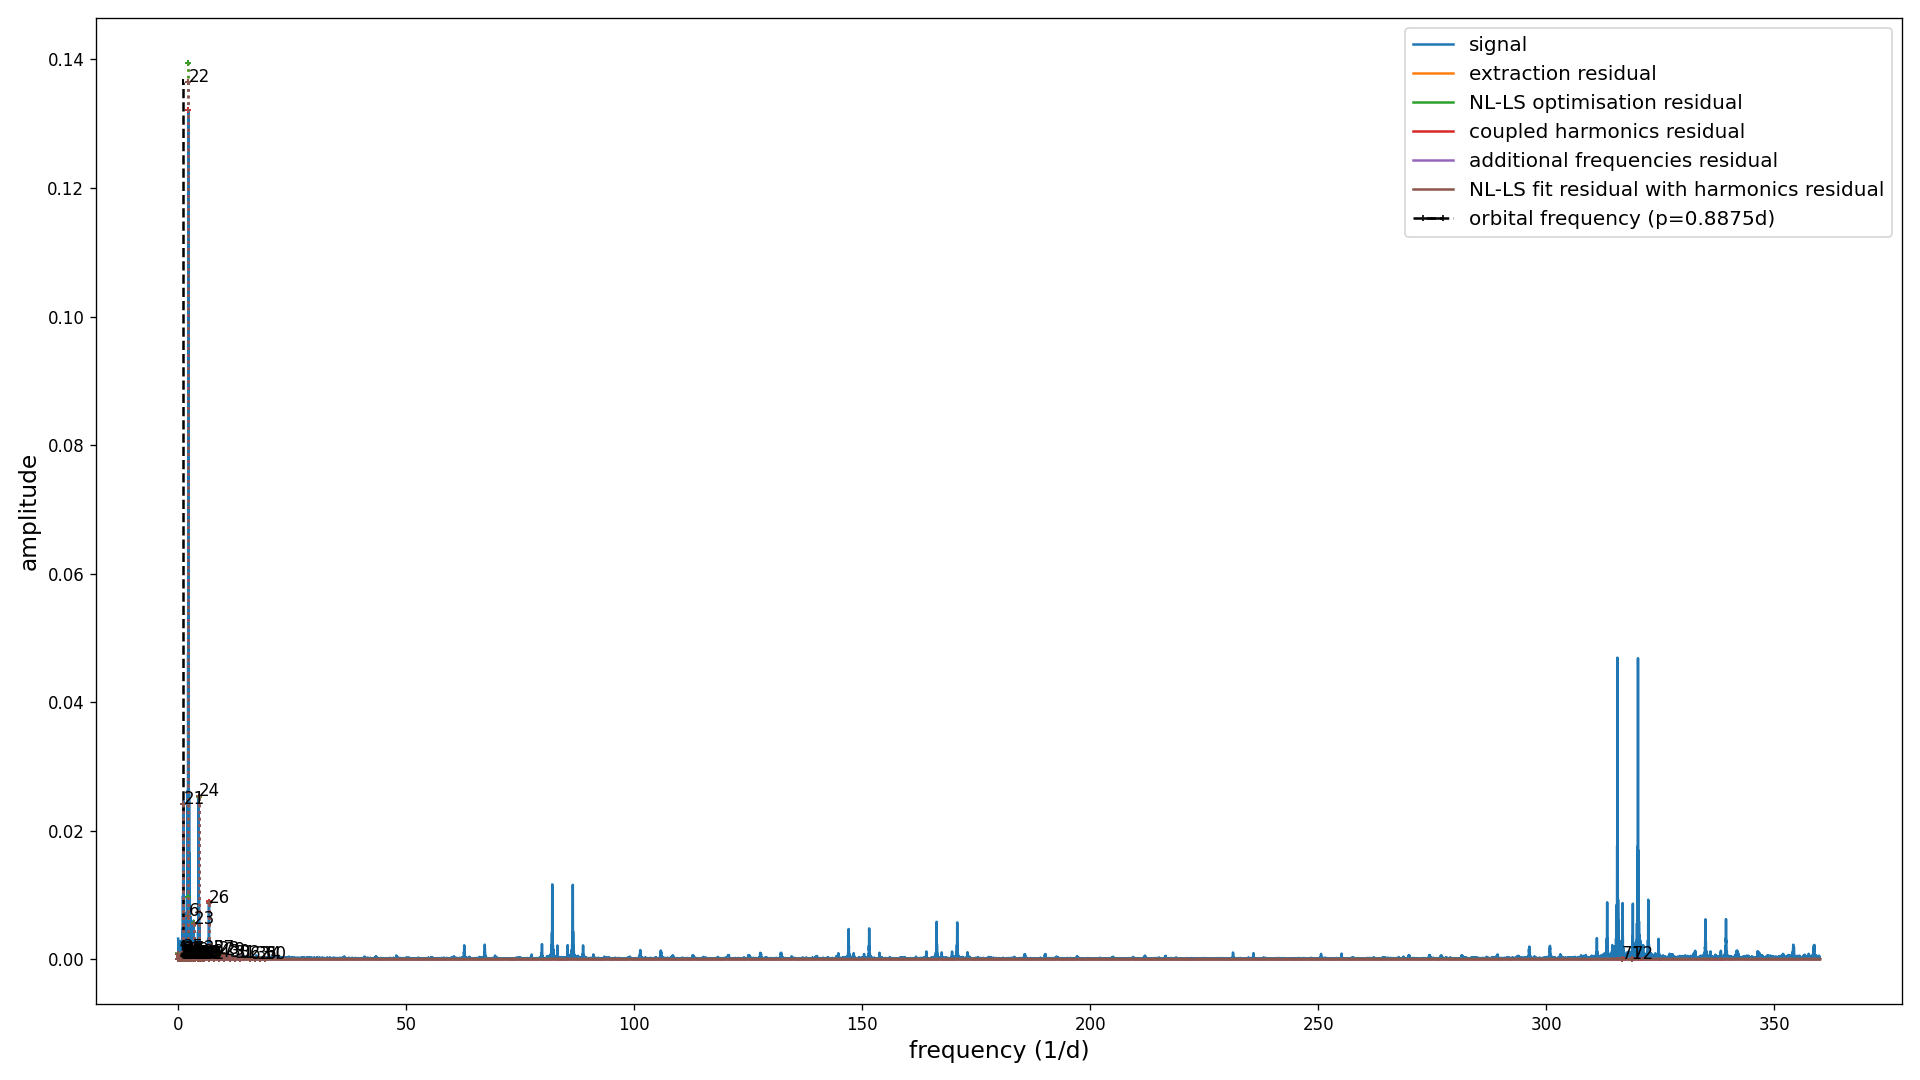 signal
extraction residual
NL-LS optimisation residual
coupled harmonics residual
additional frequencies residual
NL-LS fit residual with harmonics residual
orbital frequency (p=0.8875d)
amplitude
0.14
0.12
0.10
0.08
0.06
0.04
0.02
0.00
22
24
21
26
6
23
0
50
100
150
200
250
300
350
frequency (1/d)